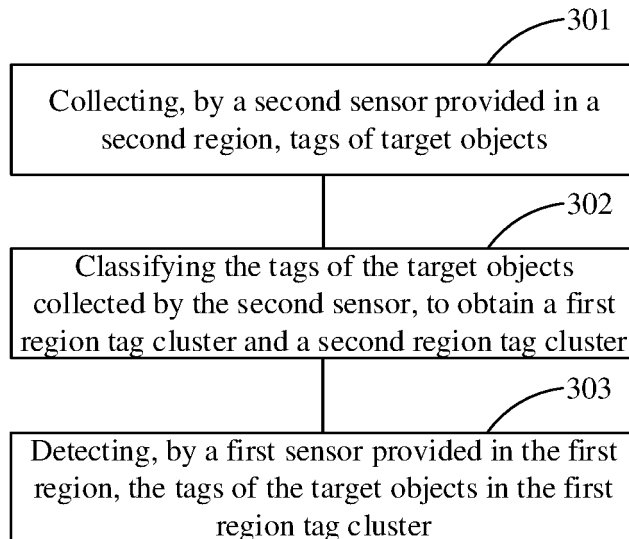 301
Collecting, by a second sensor provided in a
second region, tags of target objects
302
Classifying the tags of the target objects
collected by the second sensor, to obtain a first
region tag cluster and a second region tag cluster
303
Detecting, by a first sensor provided in the first
region, the tags of the target objects in the first
region tag cluster